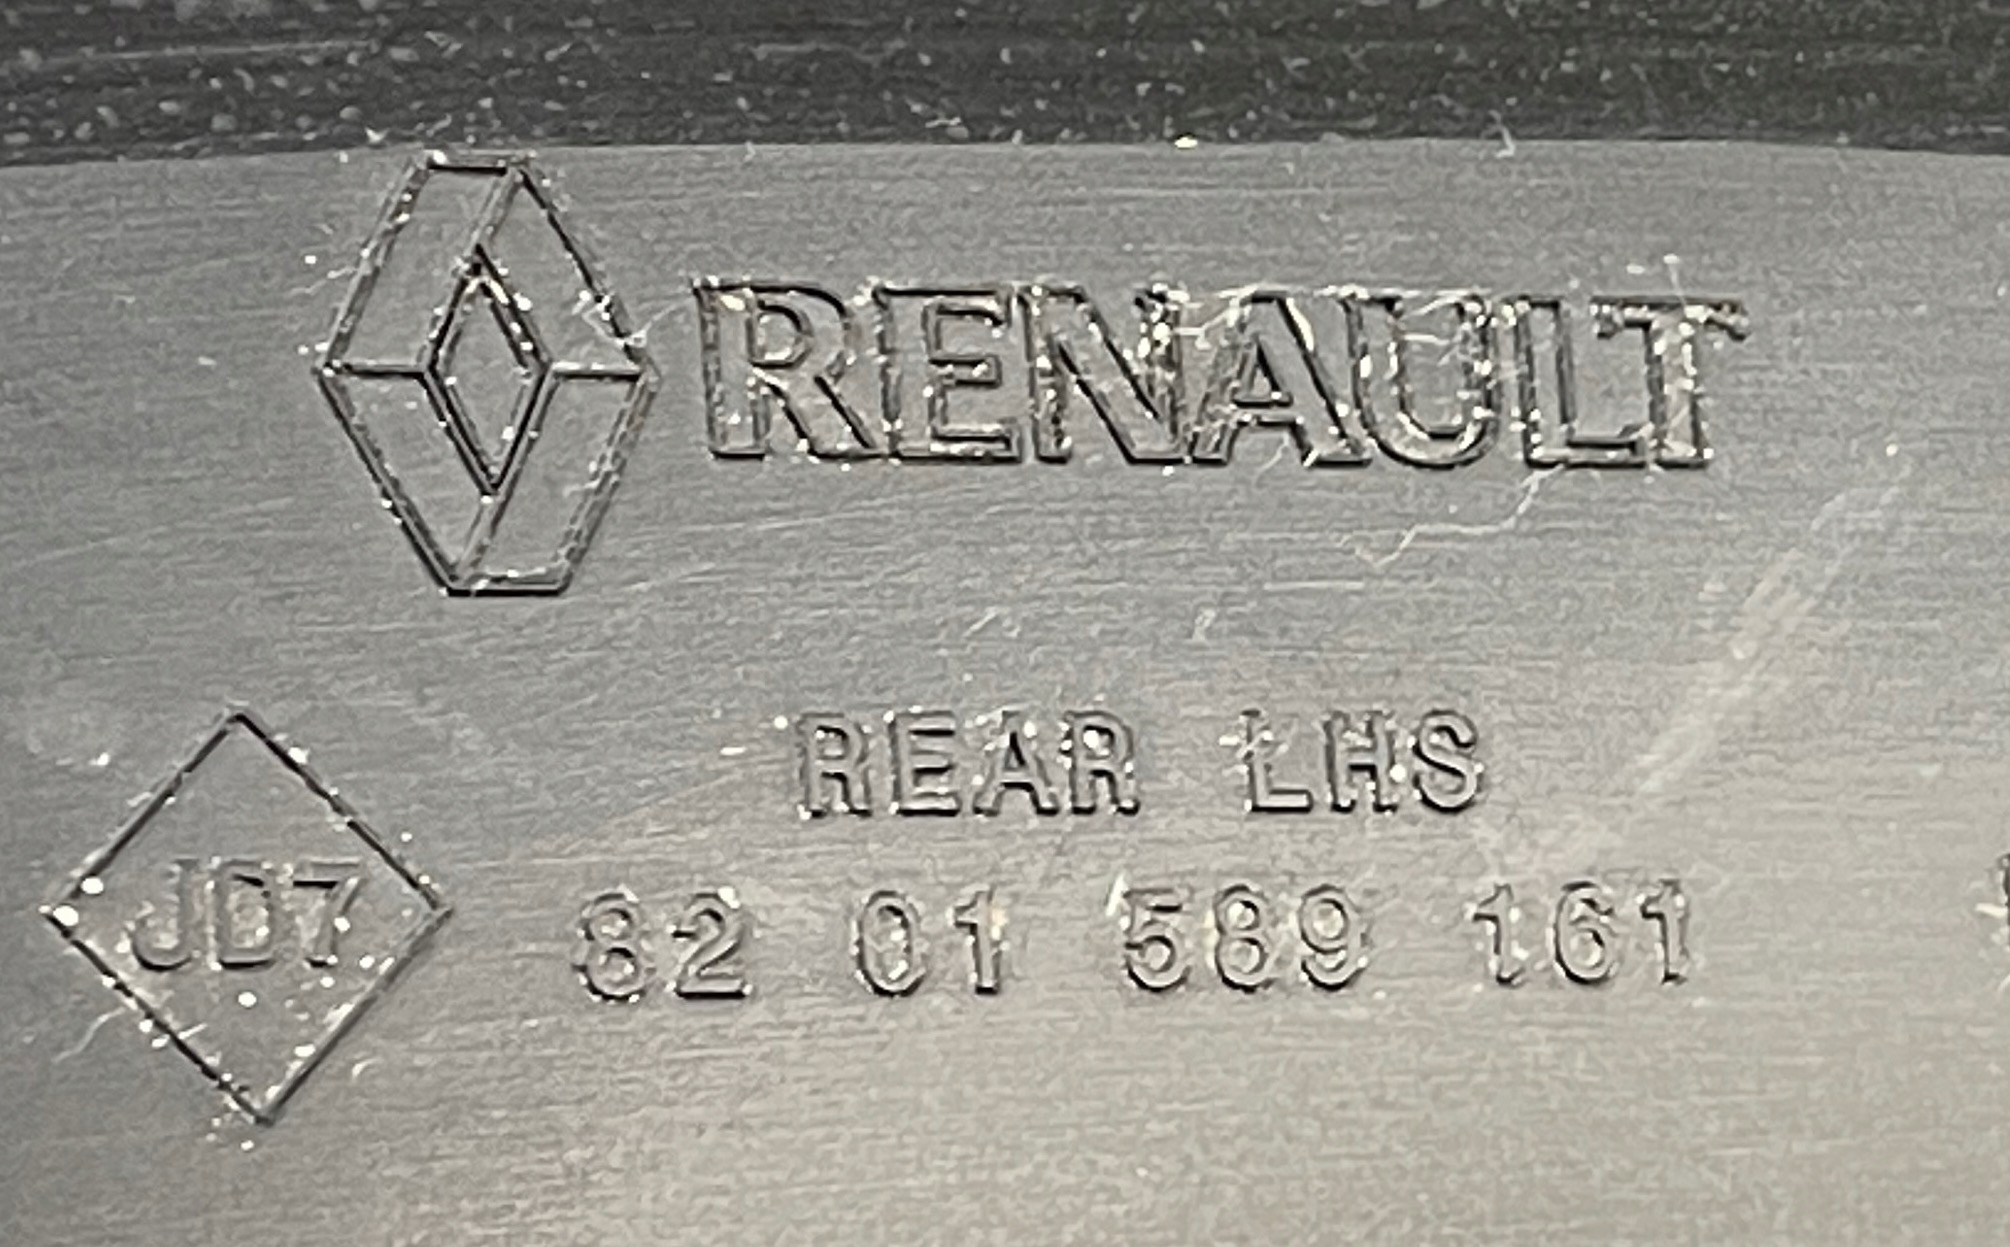 RENAULT
REAR LHS
JD7
82 01 589 161